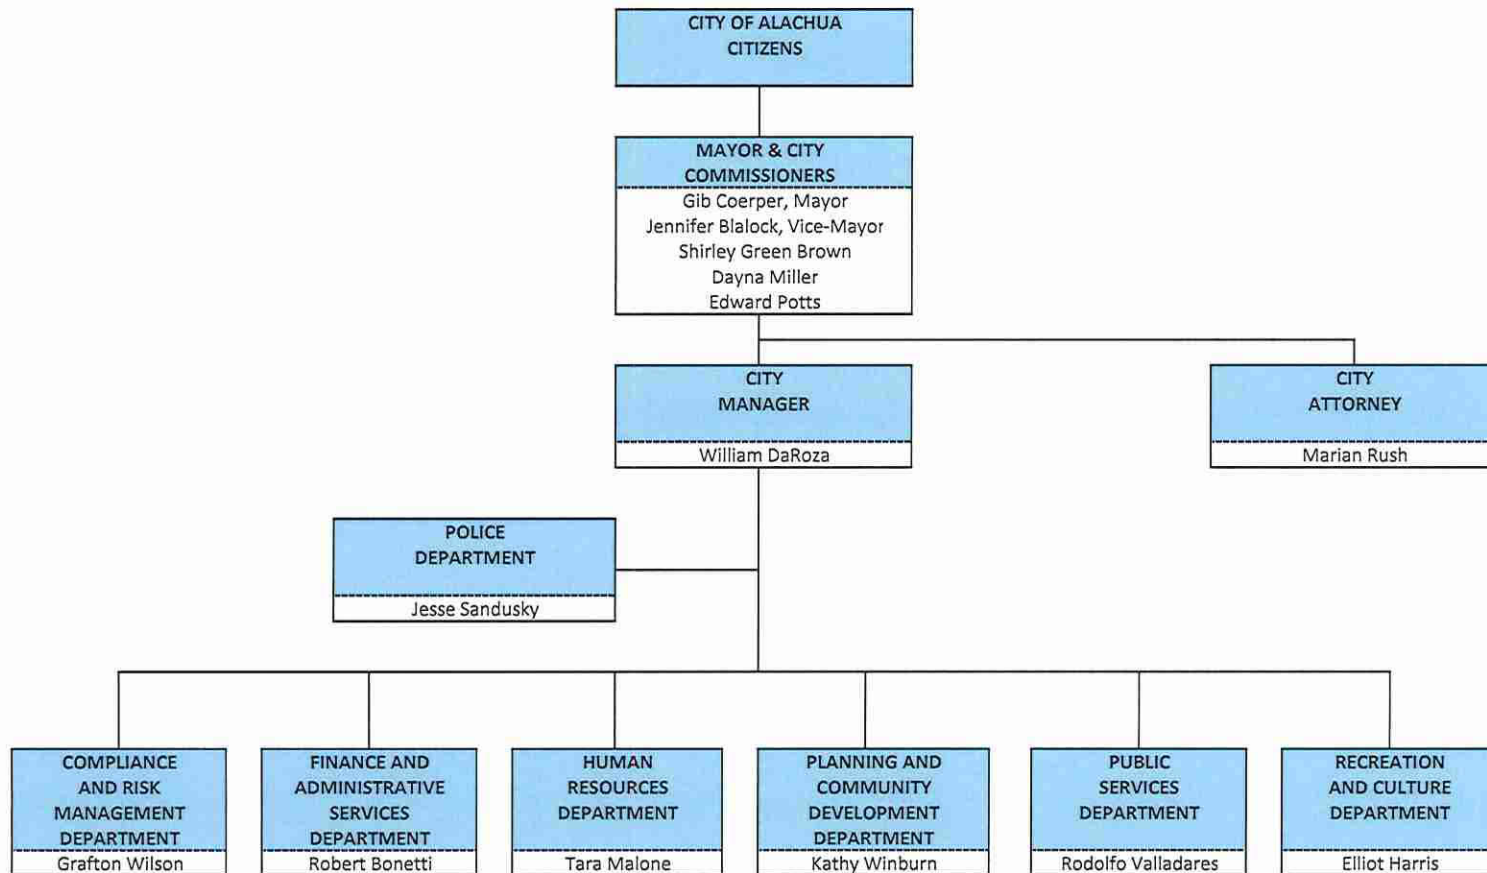 CITY OF ALACHUA
CITIZENS
MAYOR & CITY
COMMISSIONERS
Gib Coerper, Mayor
Jennifer Blalock, Vice-Mayor
Shirley Green Brown
Dayna Miller
Edward Potts
CITY
MANAGER
William DaRoza
CITY
ATTORNEY
Marian Rush
POLICE
DEPARTMENT
Jesse Sandusky
COMPLIANCE
AND RISK
MANAGEMENT
DEPARTMENT
Grafton Wilson
FINANCE AND
ADMINISTRATIVE
SERVICES
DEPARTMENT
Robert Bonetti
HUMAN
RESOURCES
DEPARTMENT
Tara Malone
PLANNING AND
COMMUNITY
DEVELOPMENT
DEPARTMENT
Kathy Winburn
PUBLIC
SERVICES
DEPARTMENT
Rodolfo Valladares
RECREATION
AND CULTURE
DEPARTMENT
Elliot Harris